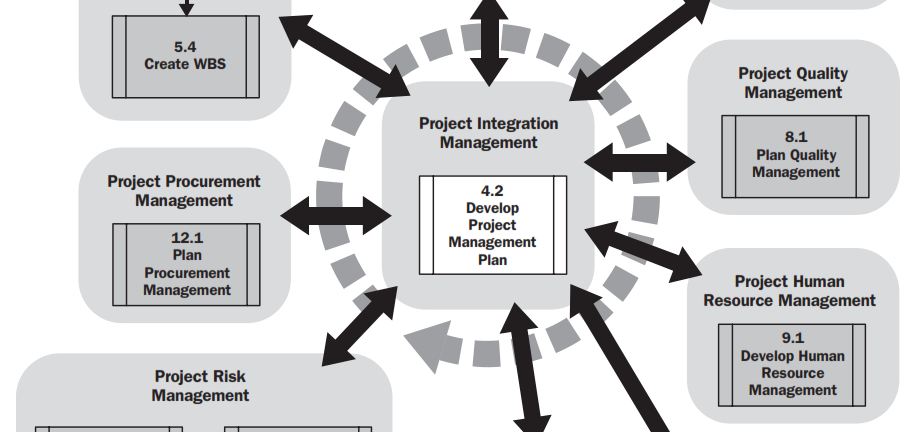 5.4
Create WBS
Project Integration
Management
4.2
Develop
Project
Management
Plan
Project Quality
Management
8.1
Plan Quality
Management
Project Procurement
Management
12.1
Plan
Procurement
Management
Project Human
Resource Management
9.1
Develop Human
Resource
Management
Project Risk
Management